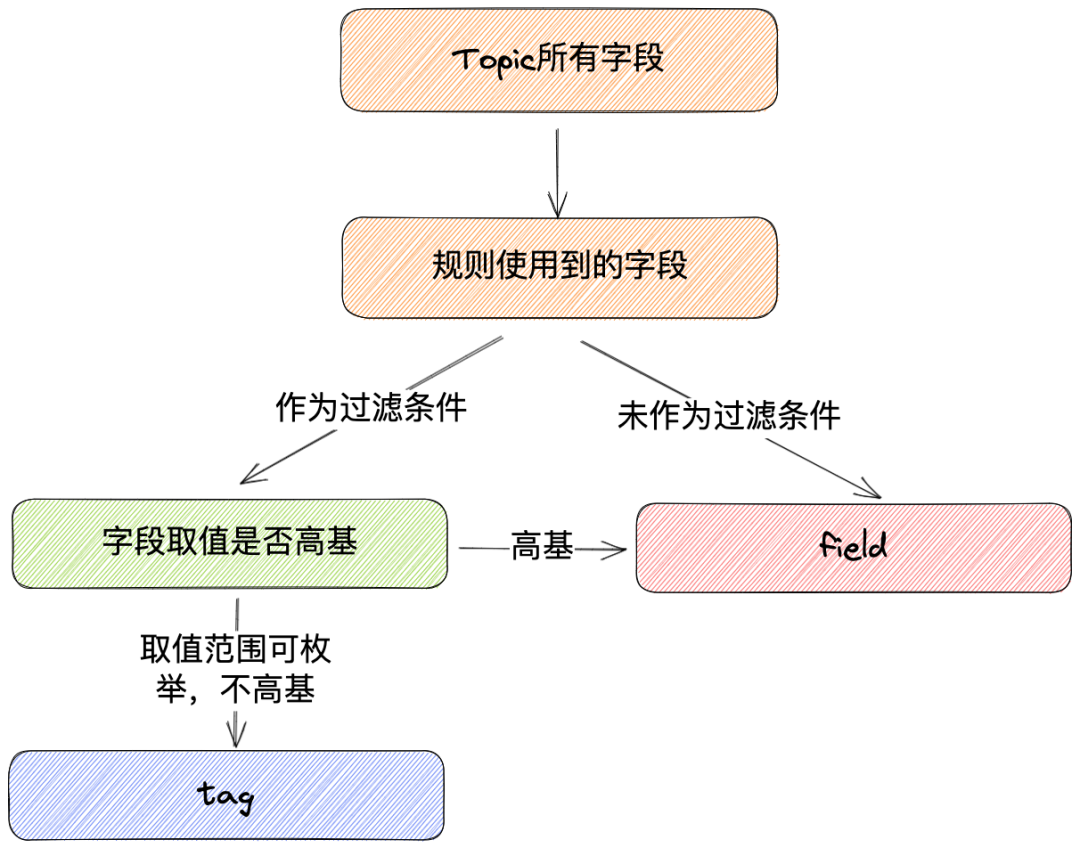 Topic所有字段
规则使用到的字段
作为过滤条件
未作为过滤条件
字段取值是否高基
高基
field
取值范围可枚
举，不高基
tag